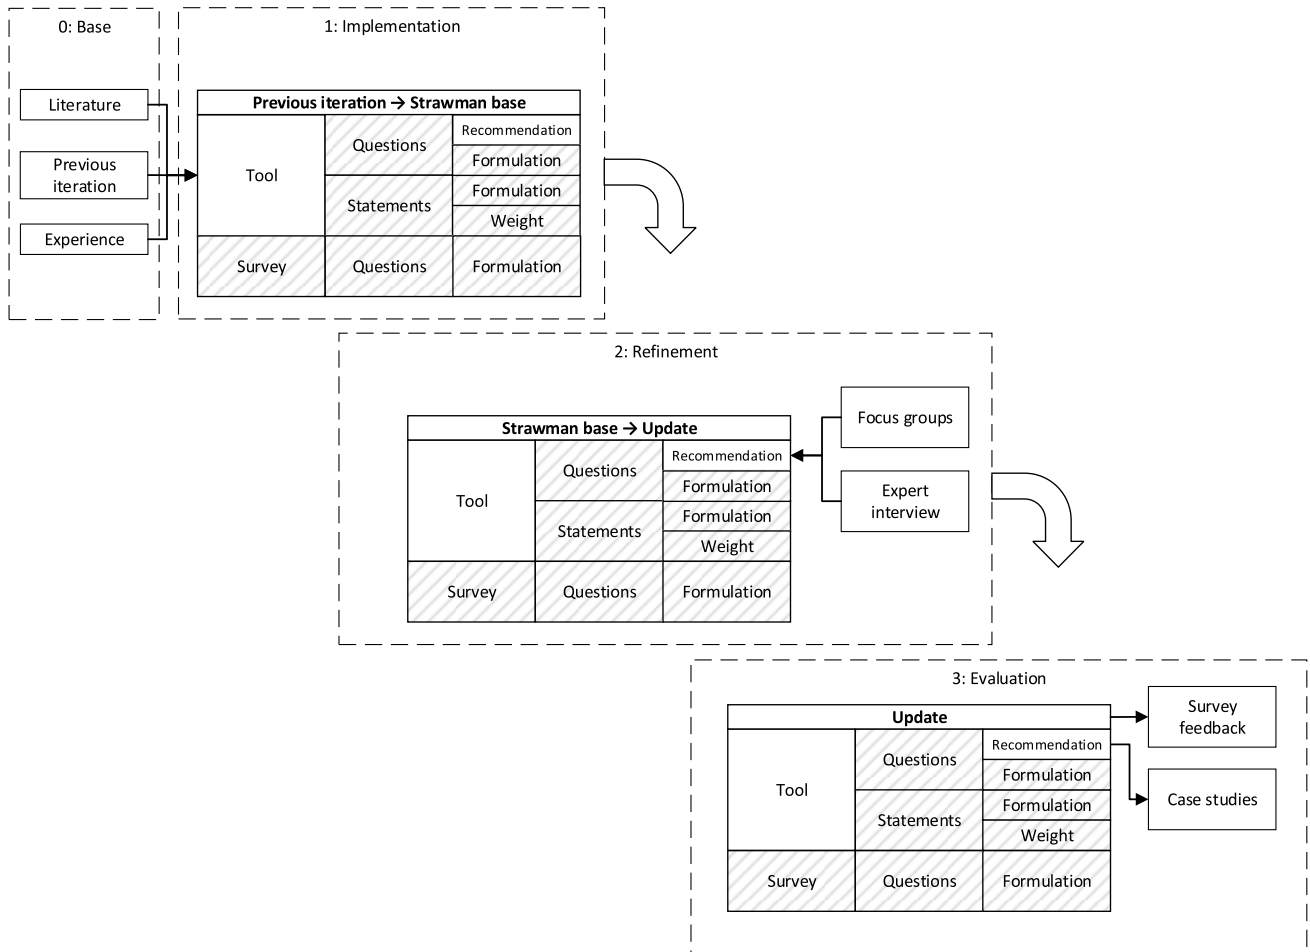 0: Base
Literature
Previous
iteration
Experience
1: Implementation
Previous iteration → Strawman base
Tool
Questions
Recommendation
Formulation
Statements
Formulation
Weight
Survey
Questions
Formulation
2: Refinement
Strawman base → Update
Tool
Questions
Recommendation
Formulation
Statements
Formulation
Weight
Survey
Questions
Formulation
Focus groups
Expert
interview
3: Evaluation
Update
Tool
Questions
Recommendation
Formulation
Statements
Formulation
Weight
Survey
Questions
Formulation
Survey
feedback
Case studies